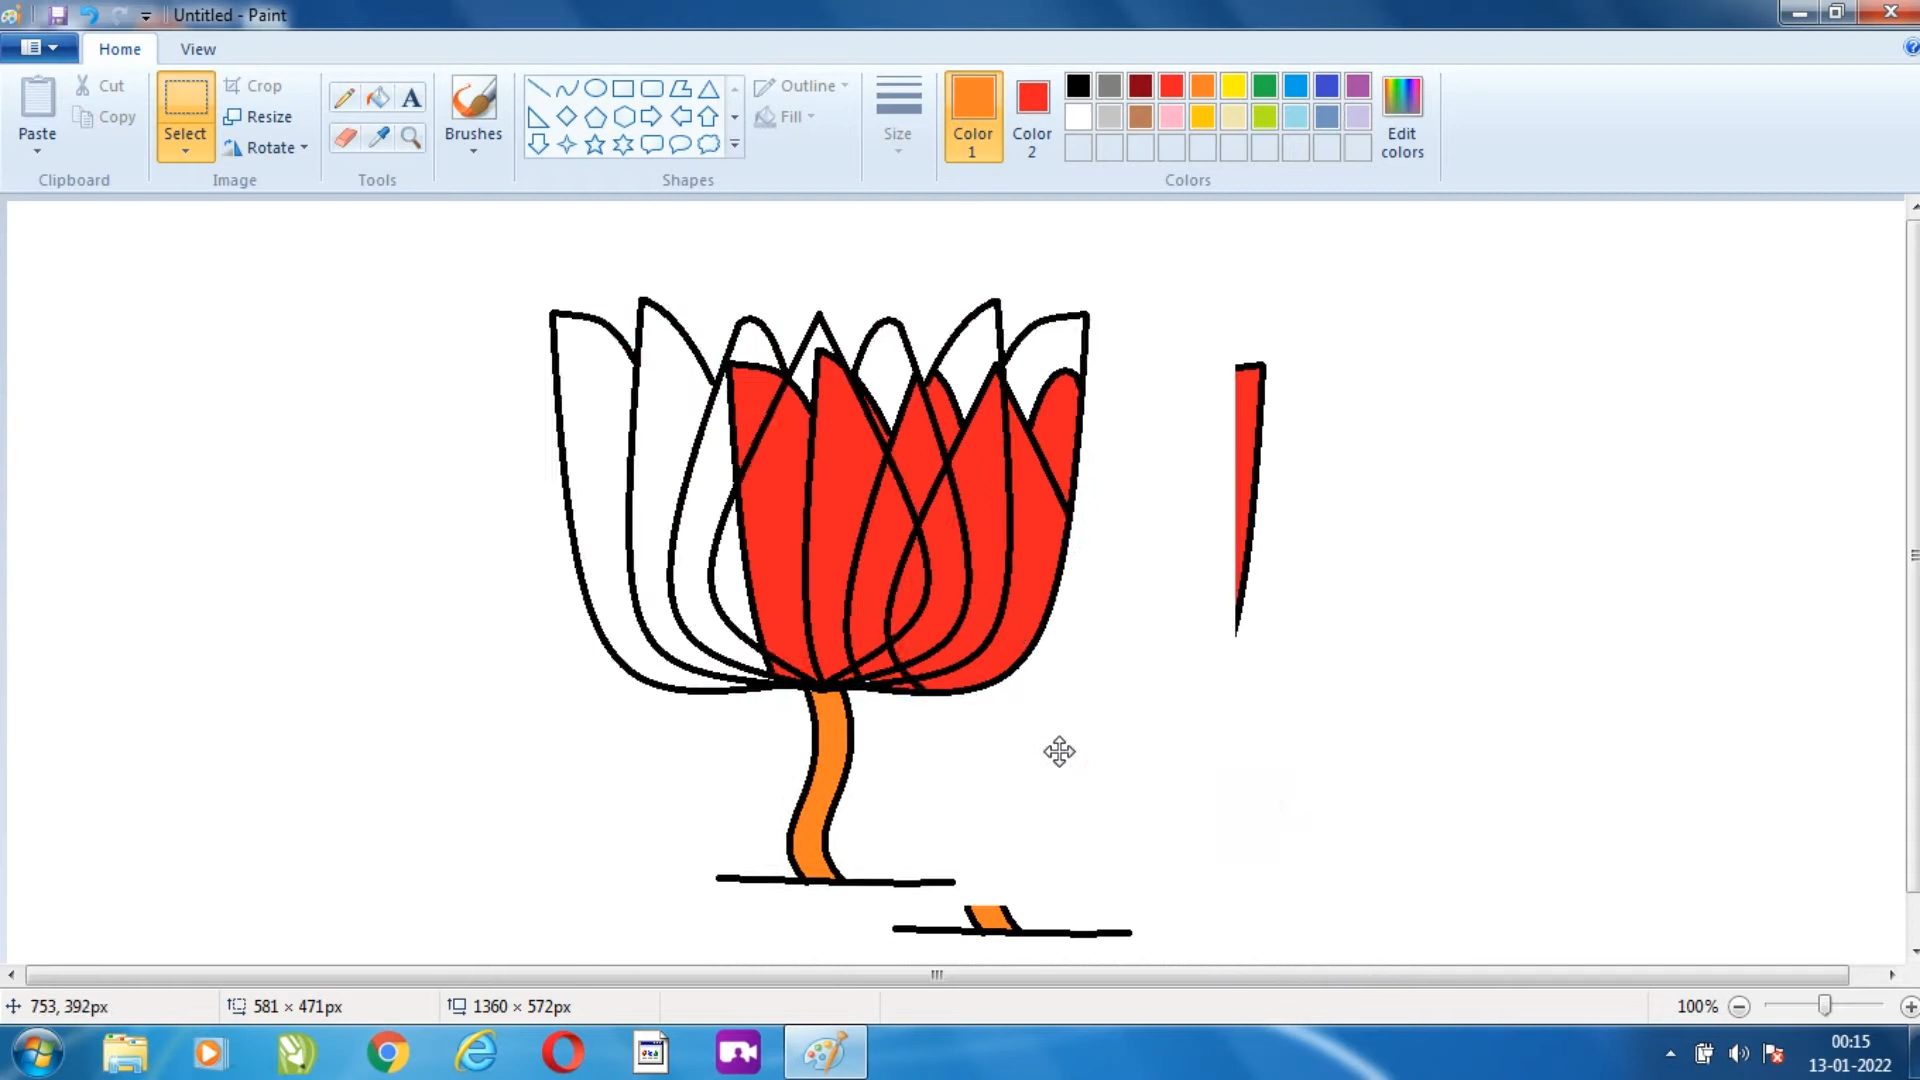 Untitled - Paint
Home View
Paste
Cut
Copy
Clipboard
Select
Crop
Resize
Rotate
Image
A
Tools
Brushes
Shapes
Outline
Fill
Size
Color 1
Color 2
Edit colors
Colors
753, 392px
581 × 471px
1360 × 572px
100%
00:15
13-01-2022